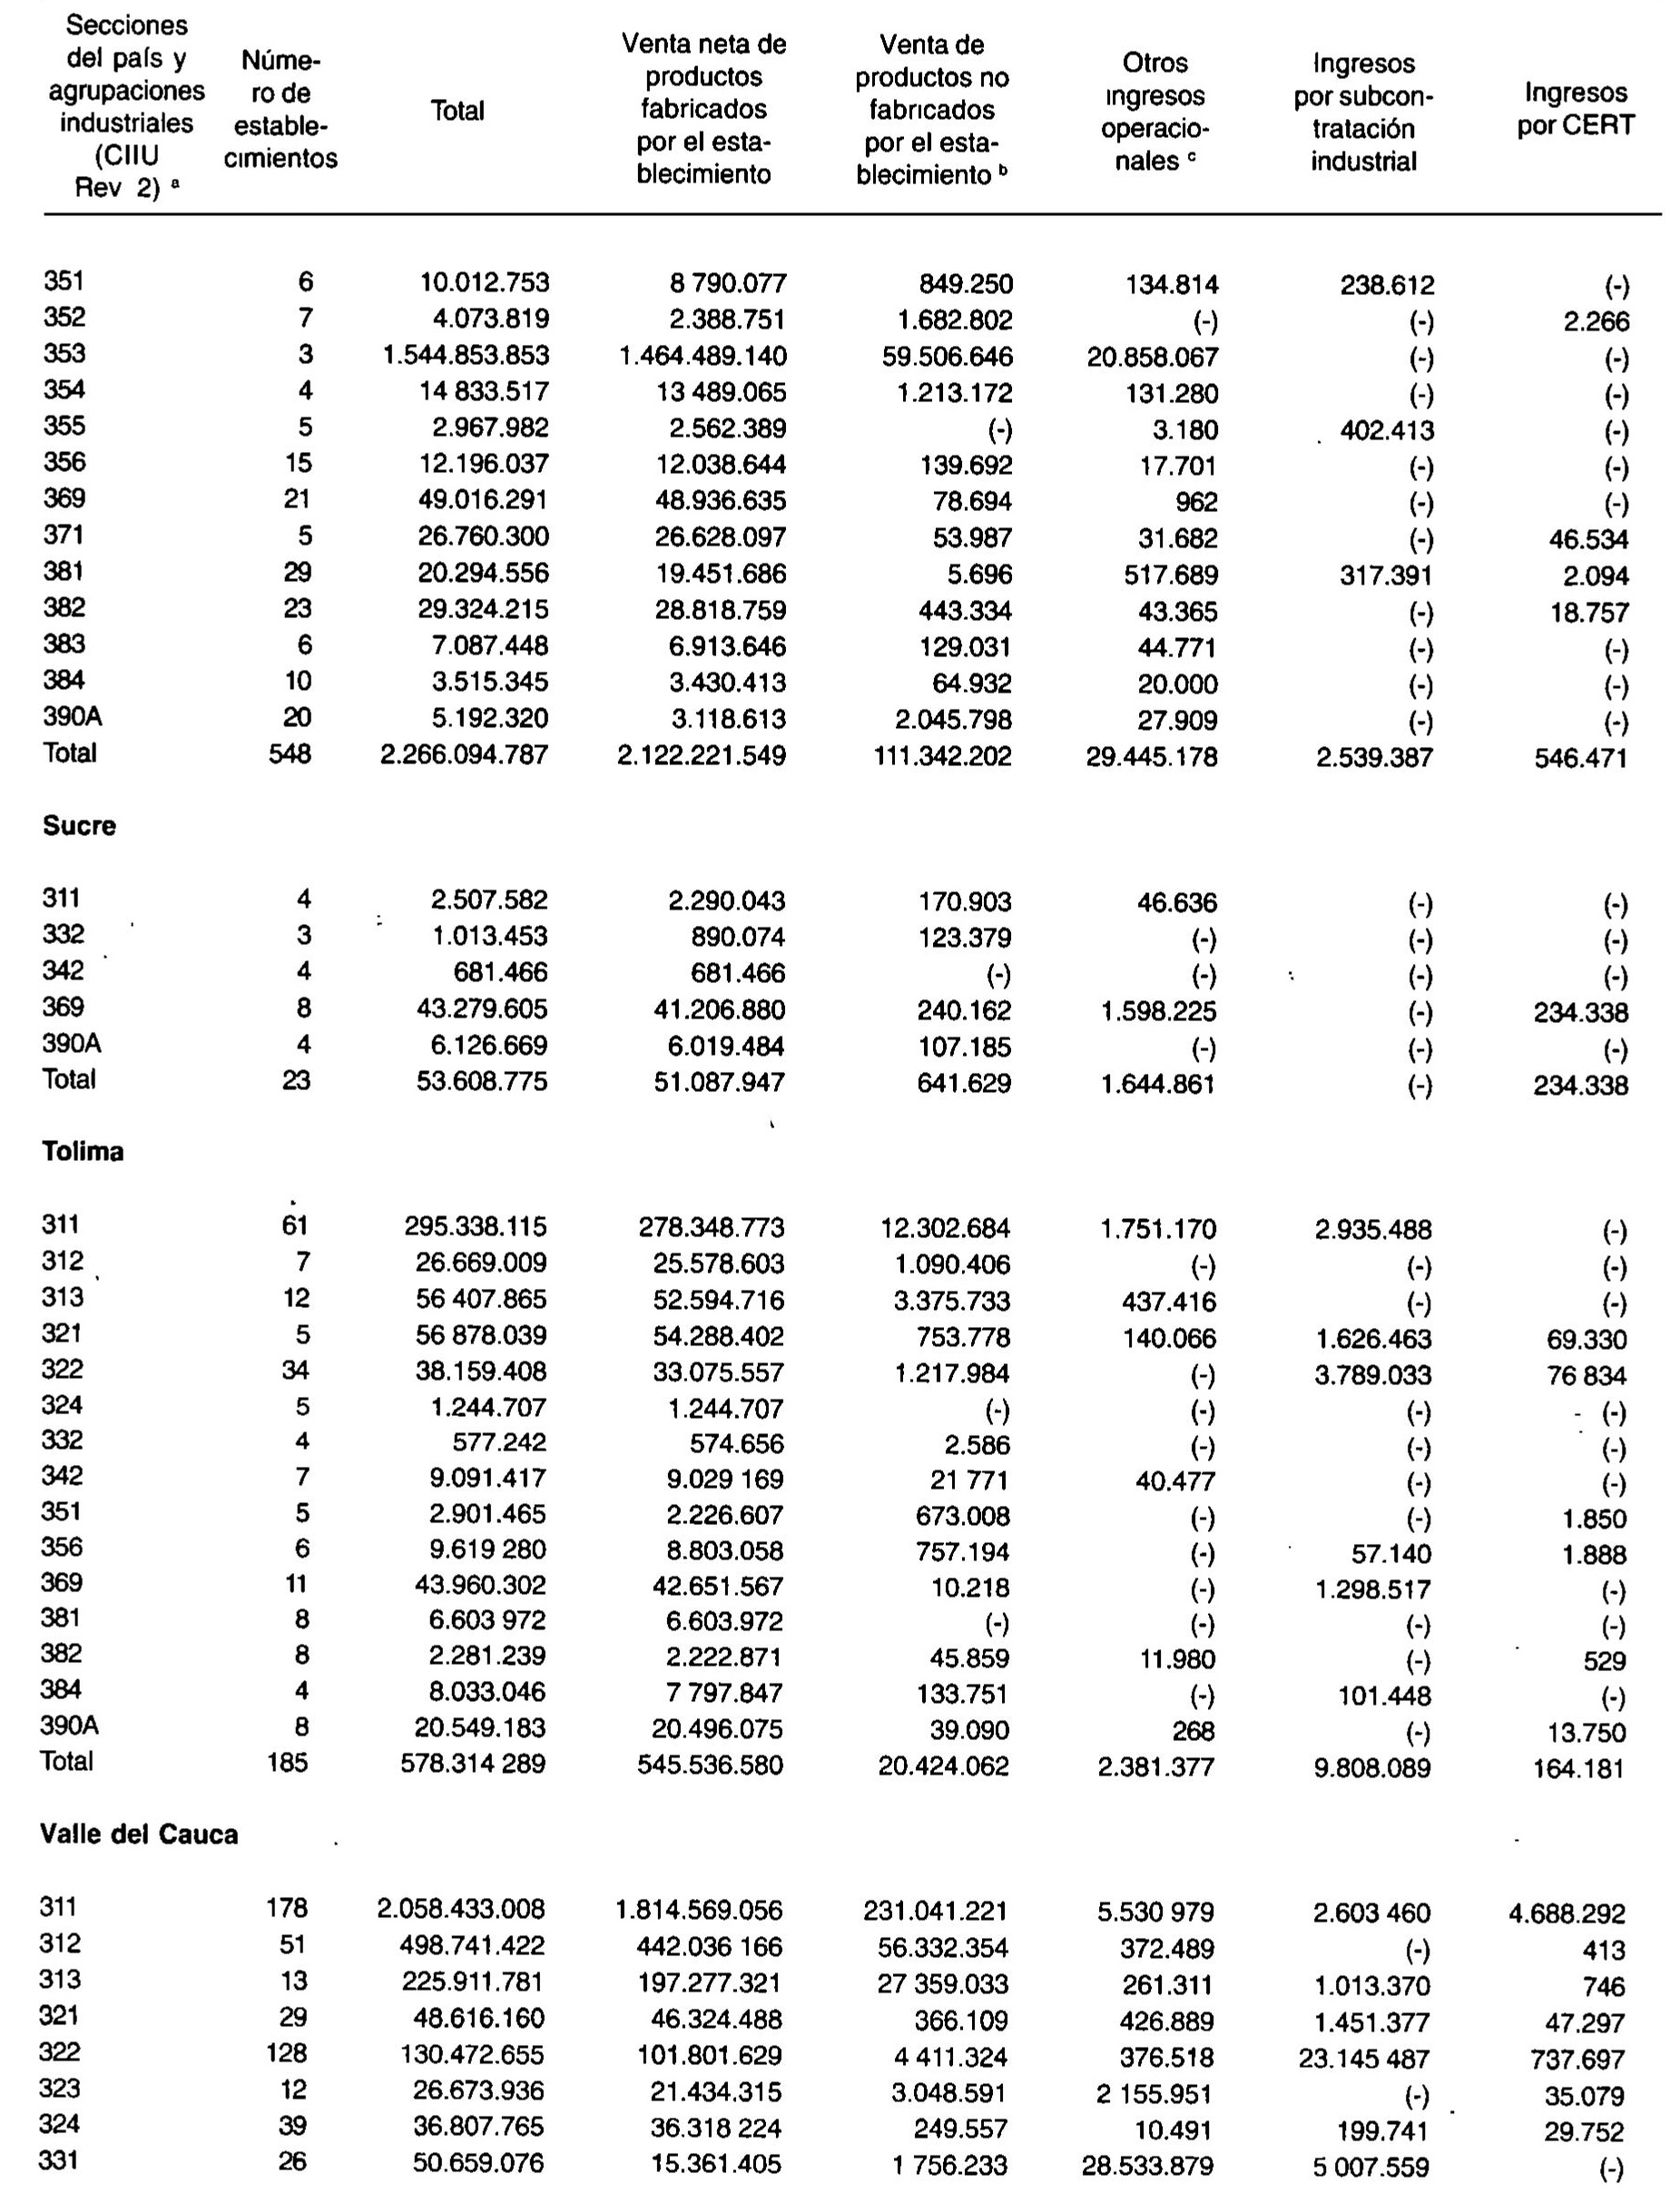 Secciones del país y agrupaciones industriales (CIIU Rev 2) a Núme- ro de estable- cimientos Total Venta neta de productos fabricados por el esta- blecimiento Venta de productos no fabricados por el esta- blecimiento b Otros ingresos operacio- nales c Ingresos por subcon- tratación industrial Ingresos por CERT
351 6 10.012.753 8 790.077 849.250 134.814 238.612 (-)
352 7 4.073.819 2.388.751 1.682.802 (-) (-) 2.266
353 3 1.544.853.853 1.464.489.140 59.506.646 20.858.067 (-) (-)
354 4 14 833.517 13 489.065 1.213.172 131.280 (-) (-)
355 5 2.967.982 2.562.389 (-) 3.180 402.413 (-)
356 15 12.196.037 12.038.644 139.692 17.701 (-) (-)
369 21 49.016.291 48.936.635 78.694 962 (-) (-)
371 5 26.760.300 26.628.097 53.987 31.682 (-) 46.534
381 29 20.294.556 19.451.686 5.696 517.689 317.391 2.094
382 23 29.324.215 28.818.759 443.334 43.365 (-) 18.757
383 6 7.087.448 6.913.646 129.031 44.771 (-) (-)
384 10 3.515.345 3.430.413 64.932 20.000 (-) (-)
390A 20 5.192.320 3.118.613 2.045.798 27.909 (-) (-)
Total 548 2.266.094.787 2.122.221.549 111.342.202 29.445.178 2.539.387 546.471
Sucre
311 4 2.507.582 2.290.043 170.903 46.636 (-) (-)
332 3 1.013.453 890.074 123.379 (-) (-) (-)
342 4 681.466 681.466 (-) (-) (-) (-)
369 8 43.279.605 41.206.880 240.162 1.598.225 (-) 234.338
390A 4 6.126.669 6.019.484 107.185 (-) (-) (-)
Total 23 53.608.775 51.087.947 641.629 1.644.861 (-) 234.338
Tolima
311 61 295.338.115 278.348.773 12.302.684 1.751.170 2.935.488 (-)
312 7 26.669.009 25.578.603 1.090.406 (-) (-) (-)
313 12 56 407.865 52.594.716 3.375.733 437.416 (-) (-)
321 5 56 878.039 54.288.402 753.778 140.066 1.626.463 69.330
322 34 38.159.408 33.075.557 1.217.984 (-) 3.789.033 76 834
324 5 1.244.707 1.244.707 (-) (-) (-) (-)
332 4 577.242 574.656 2.586 (-) (-) (-)
342 7 9.091.417 9.029 169 21 771 40.477 (-) (-)
351 5 2.901.465 2.226.607 673.008 (-) (-) 1.850
356 6 9.619 280 8.803.058 757.194 (-) 57.140 1.888
369 11 43.960.302 42.651.567 10.218 (-) 1.298.517 (-)
381 8 6.603 972 6.603.972 (-) (-) (-) (-)
382 8 2.281.239 2.222.871 45.859 11.980 (-) 529
384 4 8.033.046 7 797.847 133.751 (-) 101.448 (-)
390A 8 20.549.183 20.496.075 39.090 268 (-) 13.750
Total 185 578.314 289 545.536.580 20.424.062 2.381.377 9.808.089 164.181
Valle del Cauca
311 178 2.058.433.008 1.814.569.056 231.041.221 5.530 979 2.603 460 4.688.292
312 51 498.741.422 442.036 166 56.332.354 372.489 (-) 413
313 13 225.911.781 197.277.321 27 359.033 261.311 1.013.370 746
321 29 48.616.160 46.324.488 366.109 426.889 1.451.377 47.297
322 128 130.472.655 101.801.629 4 411.324 376.518 23.145 487 737.697
323 12 26.673.936 21.434.315 3.048.591 2 155.951 (-) 35.079
324 39 36.807.765 36.318 224 249.557 10.491 199.741 29.752
331 26 50.659.076 15.361.405 1 756.233 28.533.879 5 007.559 (-)